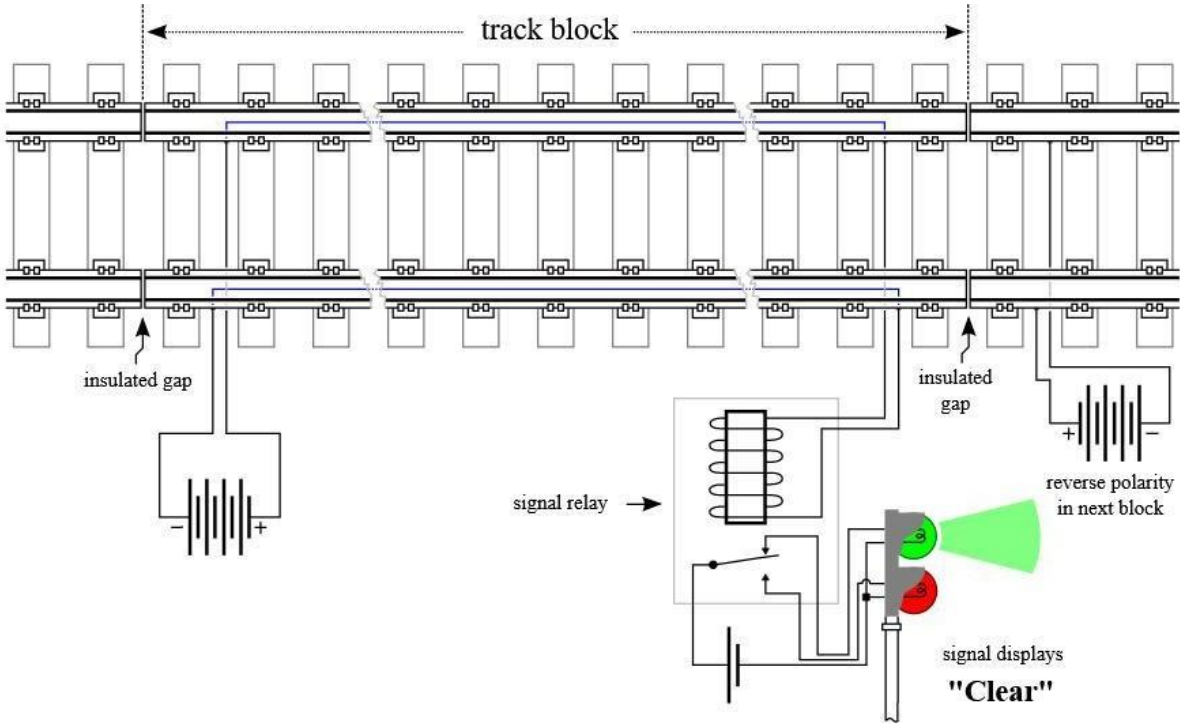 track block
insulated gap
insulated
gap
+ −
reverse polarity
in next block
signal relay
− +
signal displays
"Clear"